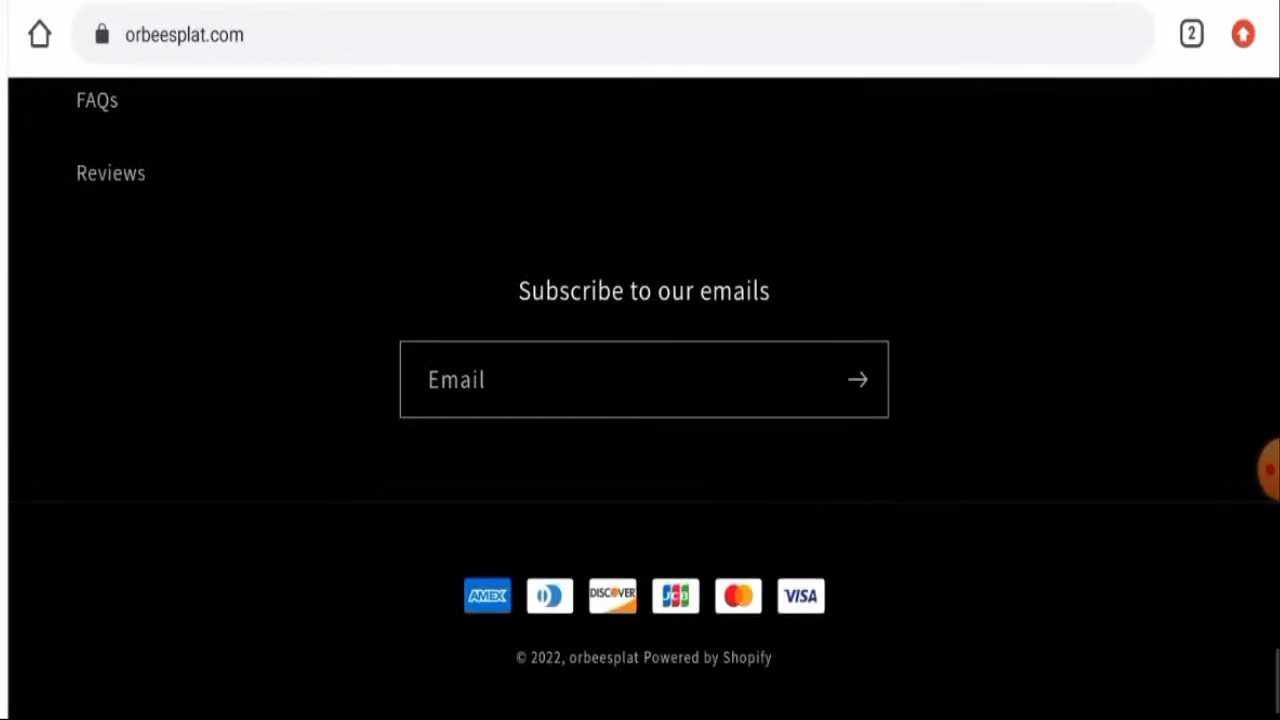 orbeesplat.com
2
FAQs
Reviews
Subscribe to our emails
Email
AMEX DISCOVER JCB VISA
© 2022, orbeesplat Powered by Shopify